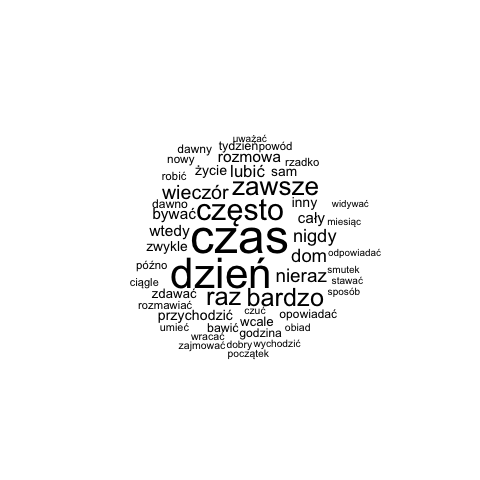 uważać
dawny tydzień powód
nowy rozmowa rzadko
robić życie lubić sam
wieczór zawsze
dawno często inny widywać
bywać cały miesiąc
wtedy czas nigdy
zwykle dom odpowiadać
późno dzień nieraz smutek
ciągle stawać
zdawać raz bardzo sposób
rozmawiać
przychodzić czuć opowiadać
umieć bawić wcale obiad
wracać godzina
zajmować dobry wychodzić
początek